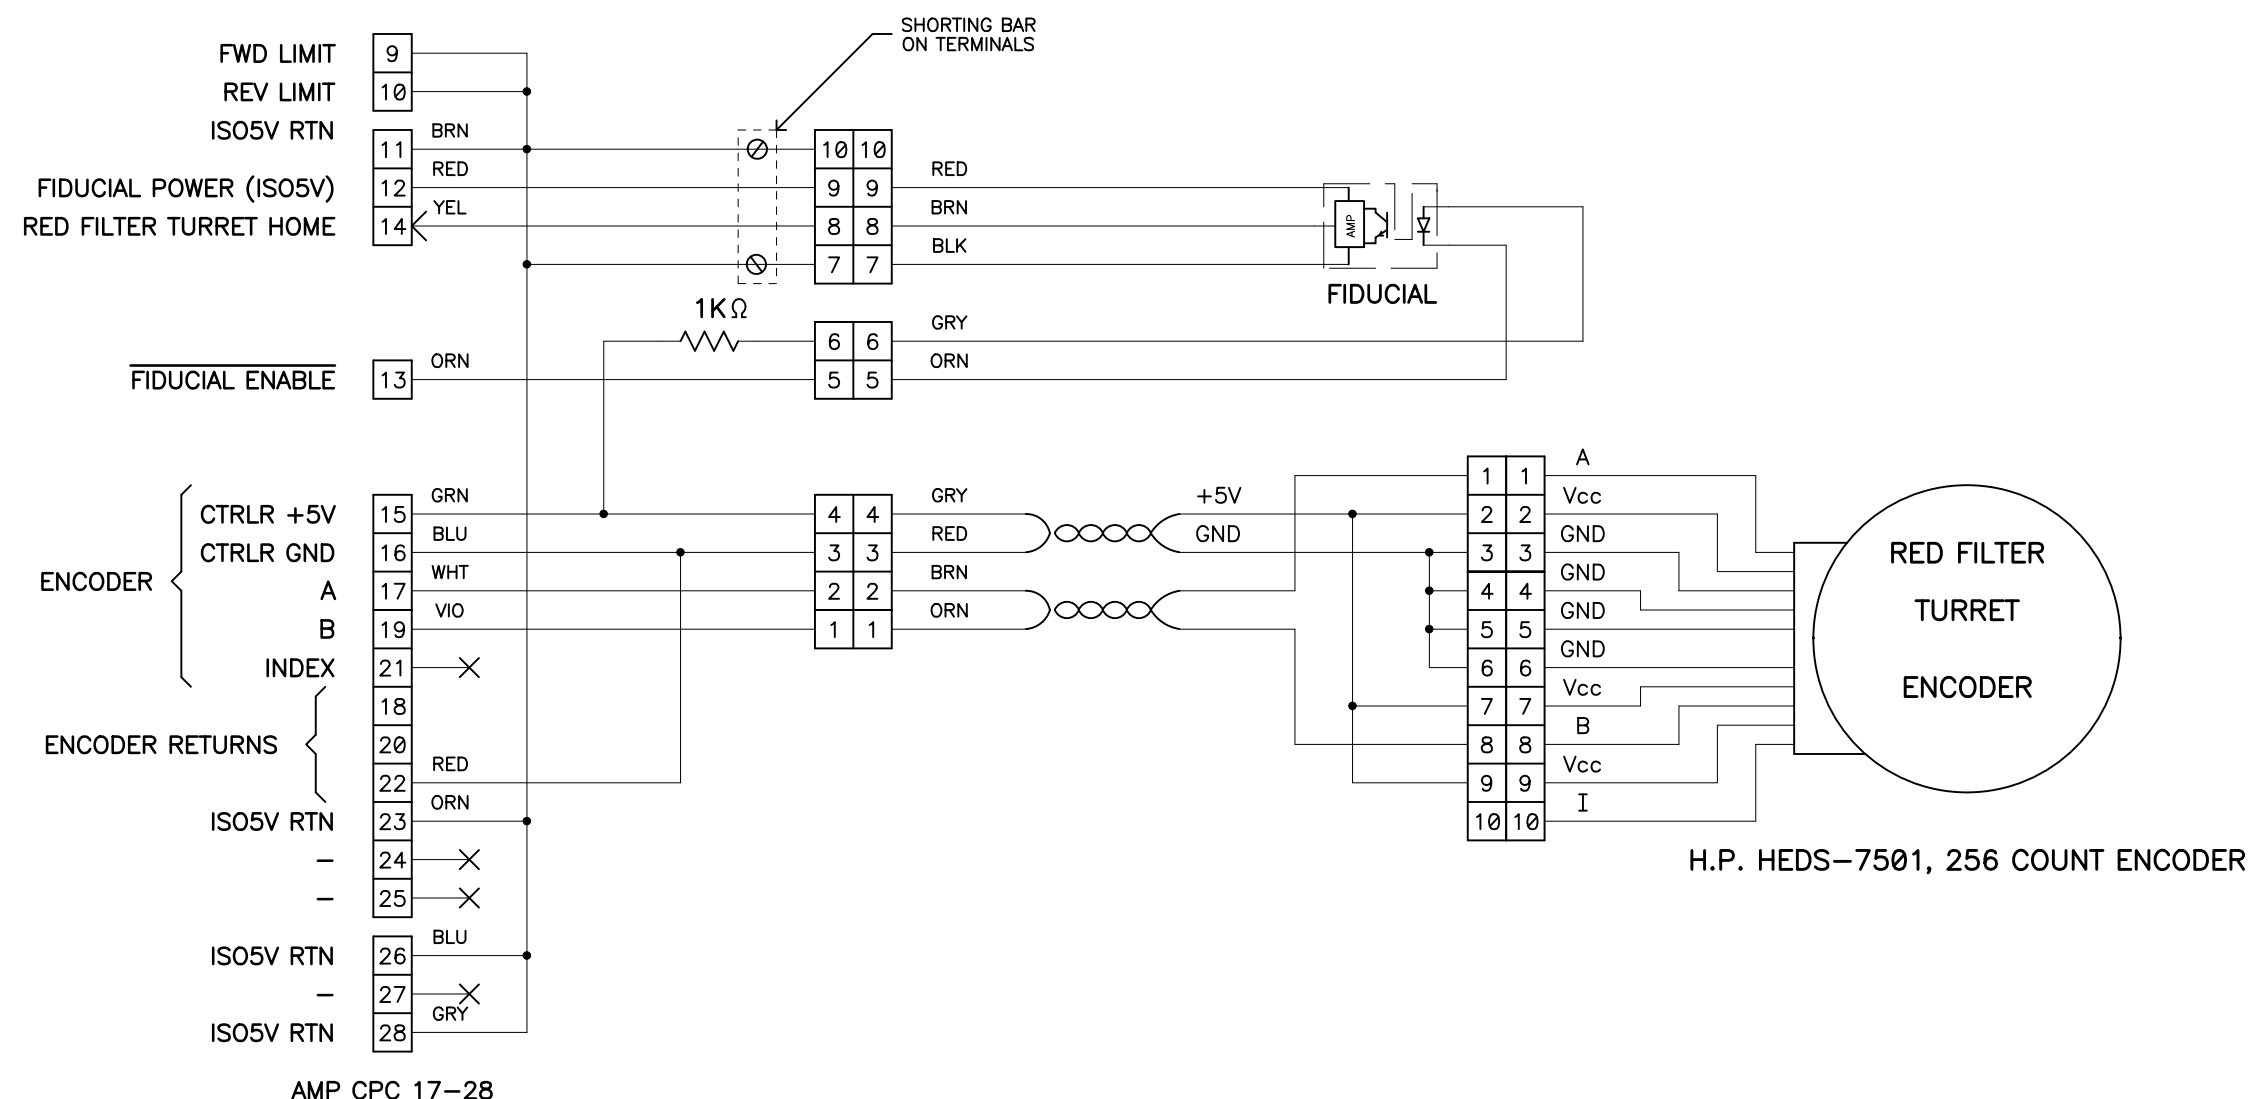 SHORTING BAR
ON TERMINALS
FWD LIMIT 9
REV LIMIT 10
ISO5V RTN 11 BRN 10 10
FIDUCIAL POWER (ISO5V) 12 RED 9 9 RED
RED FILTER TURRET HOME 14 YEL 8 8 BRN AMP
7 7 BLK
FIDUCIAL
1KΩ 6 6 GRY
FIDUCIAL ENABLE 13 ORN 5 5 ORN
ENCODER
CTRLR +5V 15 GRN 4 4 GRY +5V
CTRLR GND 16 BLU 3 3 RED GND
A 17 WHT 2 2 BRN
B 19 VIO 1 1 ORN
INDEX 21
18
ENCODER RETURNS 20
22 RED
ISO5V RTN 23 ORN
– 24
– 25
ISO5V RTN 26 BLU
– 27
ISO5V RTN 28 GRY
AMP CPC 17–28
1 1 A
2 2 Vcc
3 3 GND
4 4 GND
5 5 GND
6 6 GND
7 7 Vcc
8 8 B
9 9 Vcc
10 10 I
RED FILTER
TURRET
ENCODER
H.P. HEDS–7501, 256 COUNT ENCODER